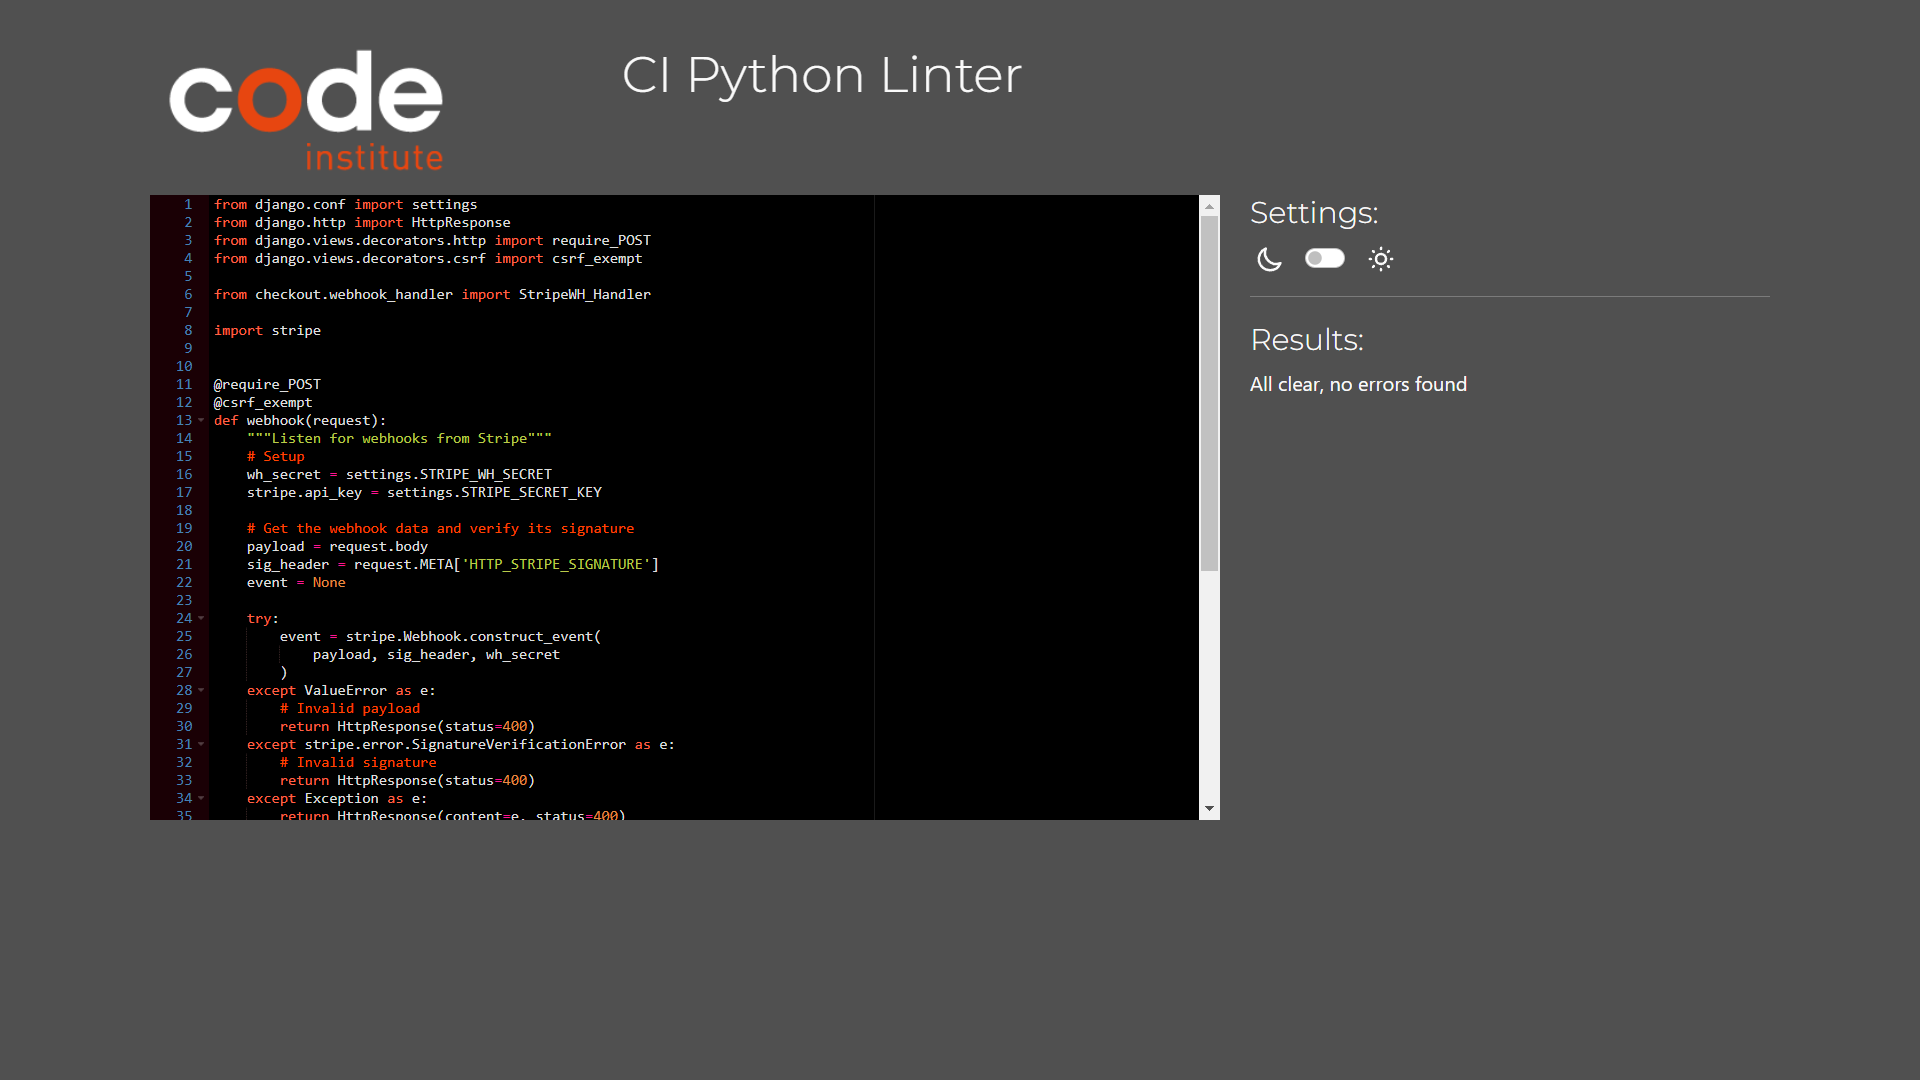 code
institute
CI Python Linter
1 from django.conf import settings
2 from django.http import HttpResponse
3 from django.views.decorators.http import require_POST
4 from django.views.decorators.csrf import csrf_exempt
5
6 from checkout.webhook_handler import StripeWH_Handler
7
8 import stripe
9
10
11 @require_POST
12 @csrf_exempt
13 def webhook(request):
14     """Listen for webhooks from Stripe"""
15     # Setup
16     wh_secret = settings.STRIPE_WH_SECRET
17     stripe.api_key = settings.STRIPE_SECRET_KEY
18
19     # Get the webhook data and verify its signature
20     payload = request.body
21     sig_header = request.META['HTTP_STRIPE_SIGNATURE']
22     event = None
23
24     try:
25         event = stripe.Webhook.construct_event(
26             payload, sig_header, wh_secret
27         )
28     except ValueError as e:
29         # Invalid payload
30         return HttpResponse(status=400)
31     except stripe.error.SignatureVerificationError as e:
32         # Invalid signature
33         return HttpResponse(status=400)
34     except Exception as e:
35         return HttpResponse(content=e, status=400)
Settings:
Results:
All clear, no errors found